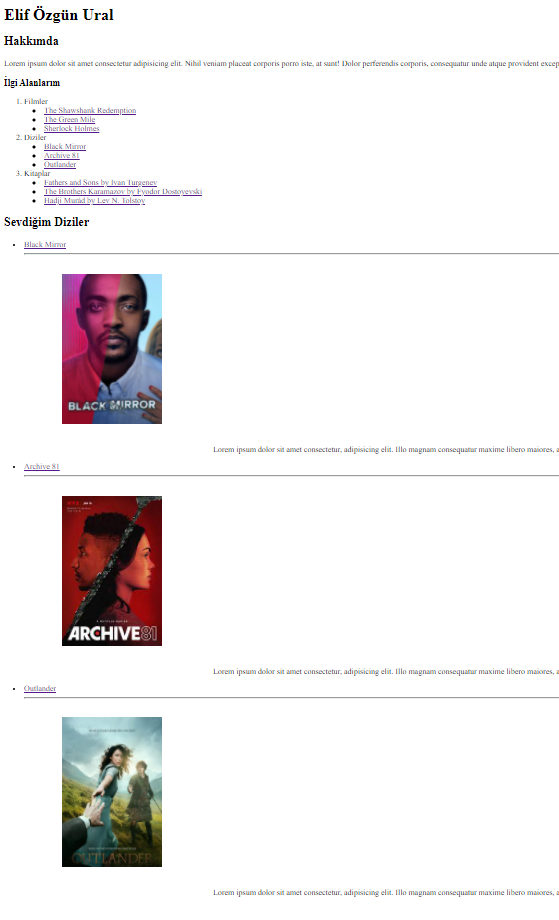 Elif Özgün Ural
Hakkımda
Lorem ipsum dolor sit amet consectetur adipisicing elit. Nihil veniam placeat corporis porro iste, at sunt! Dolor perferendis corporis, consequatur unde atque provident excep
İlgi Alanlarım
1. Filmler
The Shawshank Redemption
The Green Mile
Sherlock Holmes
2. Diziler
Black Mirror
Archive 81
Outlander
3. Kitaplar
Fathers and Sons by Ivan Turgenev
The Brothers Karamazov by Fyodor Dostoyevski
Hadji Murád by Lev N. Tolstoy
Sevdiğim Diziler
Black Mirror
BLACK MIRROR
Lorem ipsum dolor sit amet consectetur, adipisicing elit. Illo magnam consequatur maxime libero maiores, a
Archive 81
ARCHIVE 81
Lorem ipsum dolor sit amet consectetur, adipisicing elit. Illo magnam consequatur maxime libero maiores, a
Outlander
OUTLANDER
Lorem ipsum dolor sit amet consectetur, adipisicing elit. Illo magnam consequatur maxime libero maiores, a